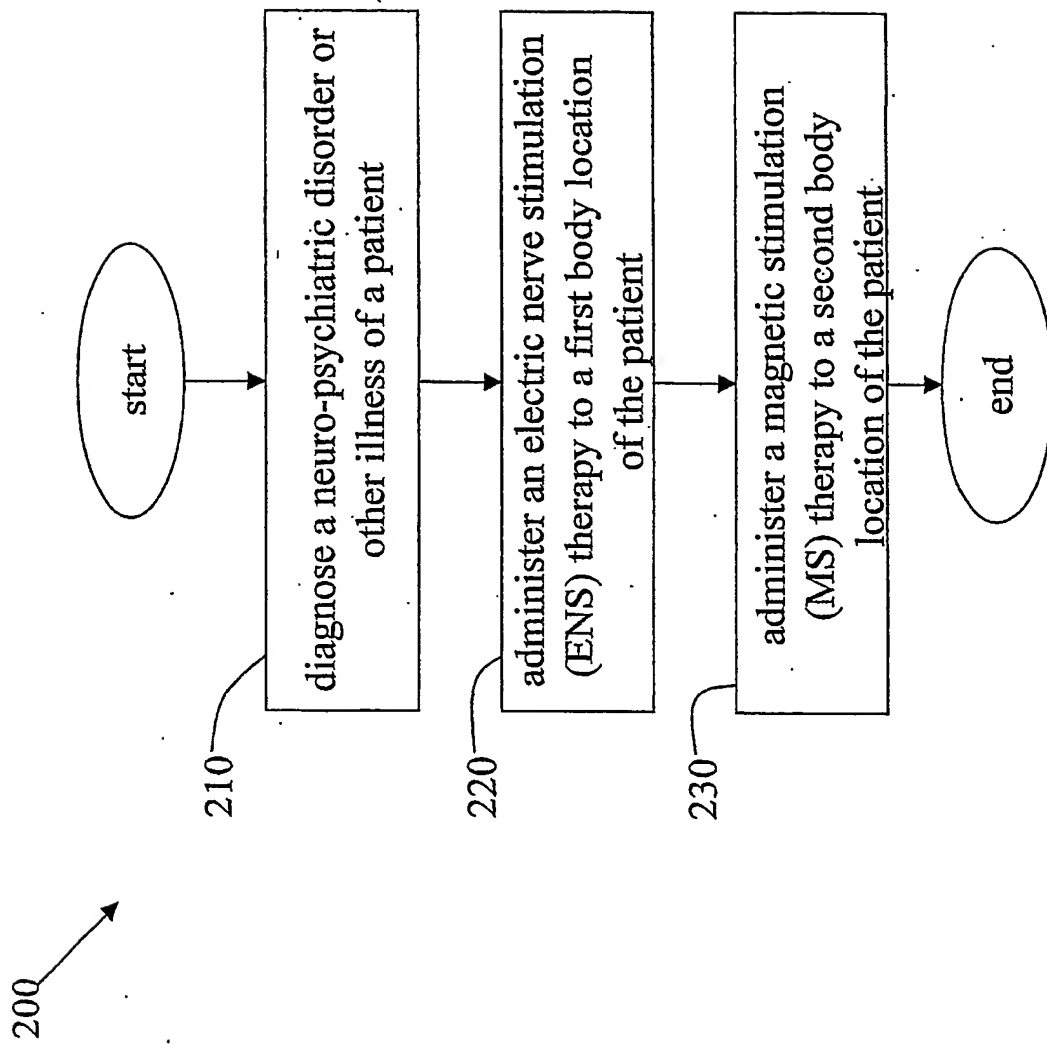 200
start
210
diagnose a neuro-psychiatric disorder or
other illness of a patient
220
administer an electric nerve stimulation
(ENS) therapy to a first body location
of the patient
230
administer a magnetic stimulation
(MS) therapy to a second body
location of the patient
end